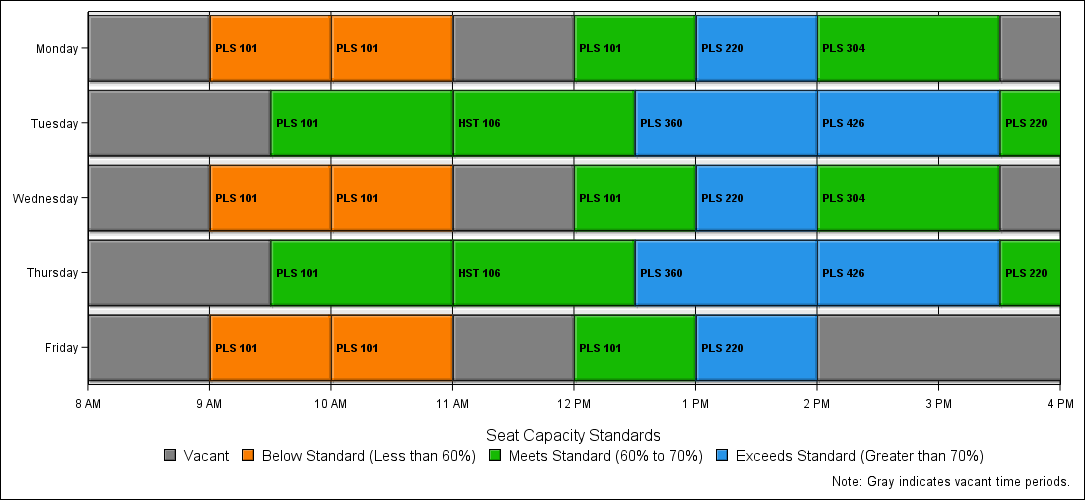 Monday PLS 101 PLS 101 PLS 101 PLS 220 PLS 304
Tuesday PLS 101 HST 106 PLS 360 PLS 426 PLS 220
Wednesday PLS 101 PLS 101 PLS 101 PLS 220 PLS 304
Thursday PLS 101 HST 106 PLS 360 PLS 426 PLS 220
Friday PLS 101 PLS 101 PLS 101 PLS 220
8 AM 9 AM 10 AM 11 AM 12 PM 1 PM 2 PM 3 PM 4 PM
Seat Capacity Standards
Vacant Below Standard (Less than 60%) Meets Standard (60% to 70%) Exceeds Standard (Greater than 70%)
Note: Gray indicates vacant time periods.